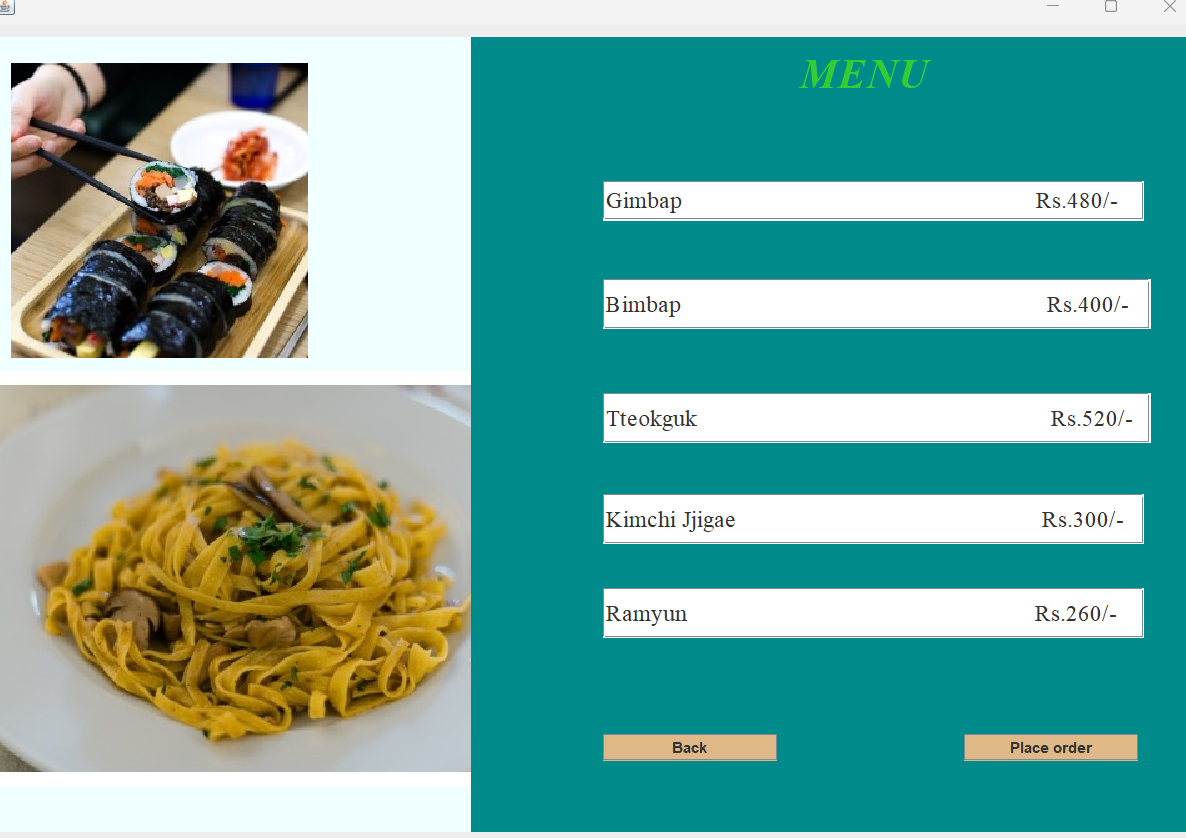 MENU
Gimbap Rs.480/-
Bimbap Rs.400/-
Tteokguk Rs.520/-
Kimchi Jjigae Rs.300/-
Ramyun Rs.260/-
Back Place order